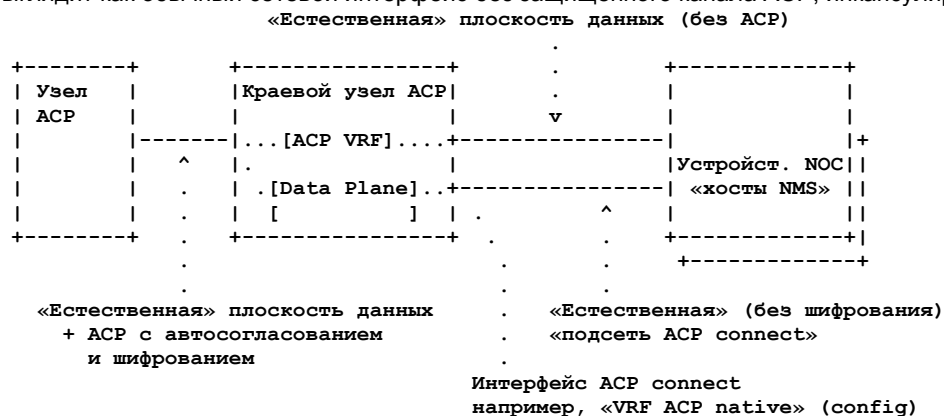 «Естественная» плоскость данных (без ACP)
.
+--------+ +---------------+ . +-------------+
| Узел | |Краевой узел ACP| . | |
| ACP | | | v | |
| |-------|...[ACP VRF]....+-----------------| |+
| | ^ |. | |Устройст. NOC||
| | . | .[Data Plane]..+-----------------| «хосты NMS» ||
| | . | [ ] | . ^ | ||
+--------+ . +---------------+ . . +-------------+|
. . . +-------------+
. . .
«Естественная» плоскость данных . «Естественная» (без шифрования)
+ ACP с автосогласованием . «подсеть ACP connect»
и шифрованием .
Интерфейс ACP connect
например, «VRF ACP native» (config)